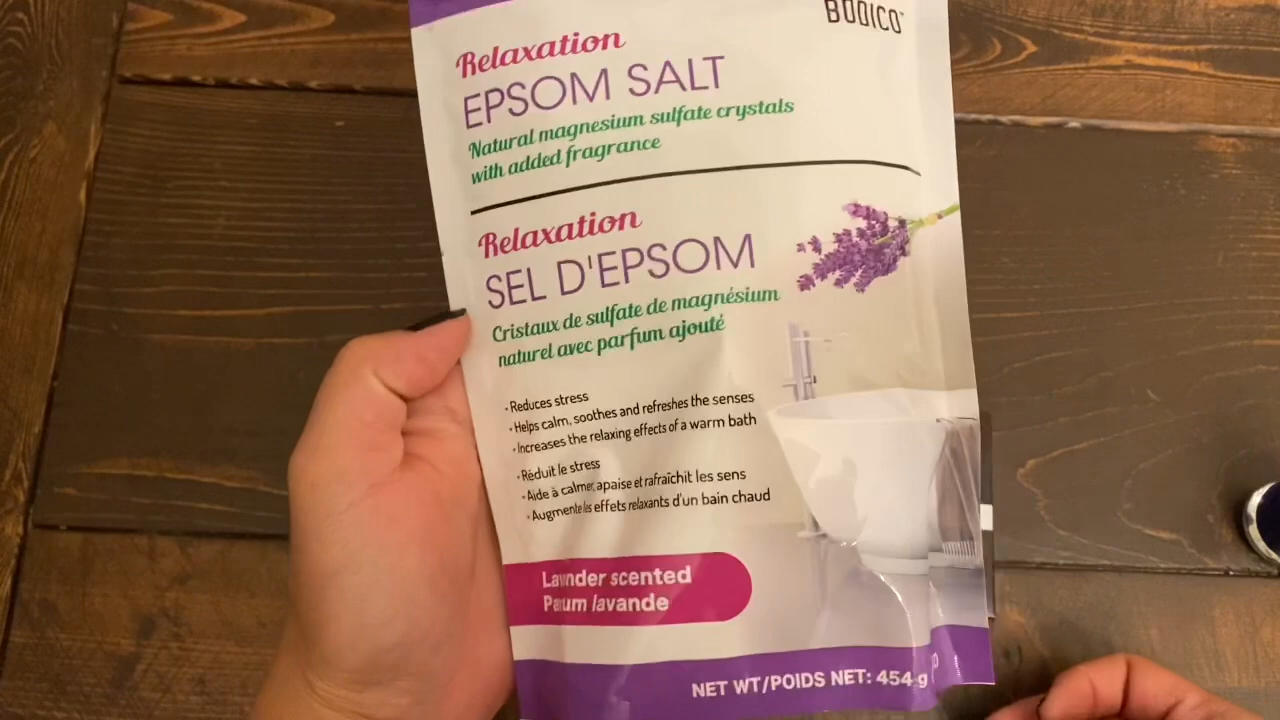 BODICO™
Relaxation
EPSOM SALT
Natural magnesium sulfate crystals
with added fragrance
Relaxation
SEL D'EPSOM
Cristaux de sulfate de magnésium
naturel avec parfum ajouté
• Reduces stress
• Helps calm, soothes and refreshes the senses
• Increases the relaxing effects of a warm bath
• Réduit le stress
• Aide à calmer, apaise et rafraîchit les sens
• Augmente les effets relaxants d'un bain chaud
Lavender scented
Parfum lavande
NET WT/POIDS NET: 454 g